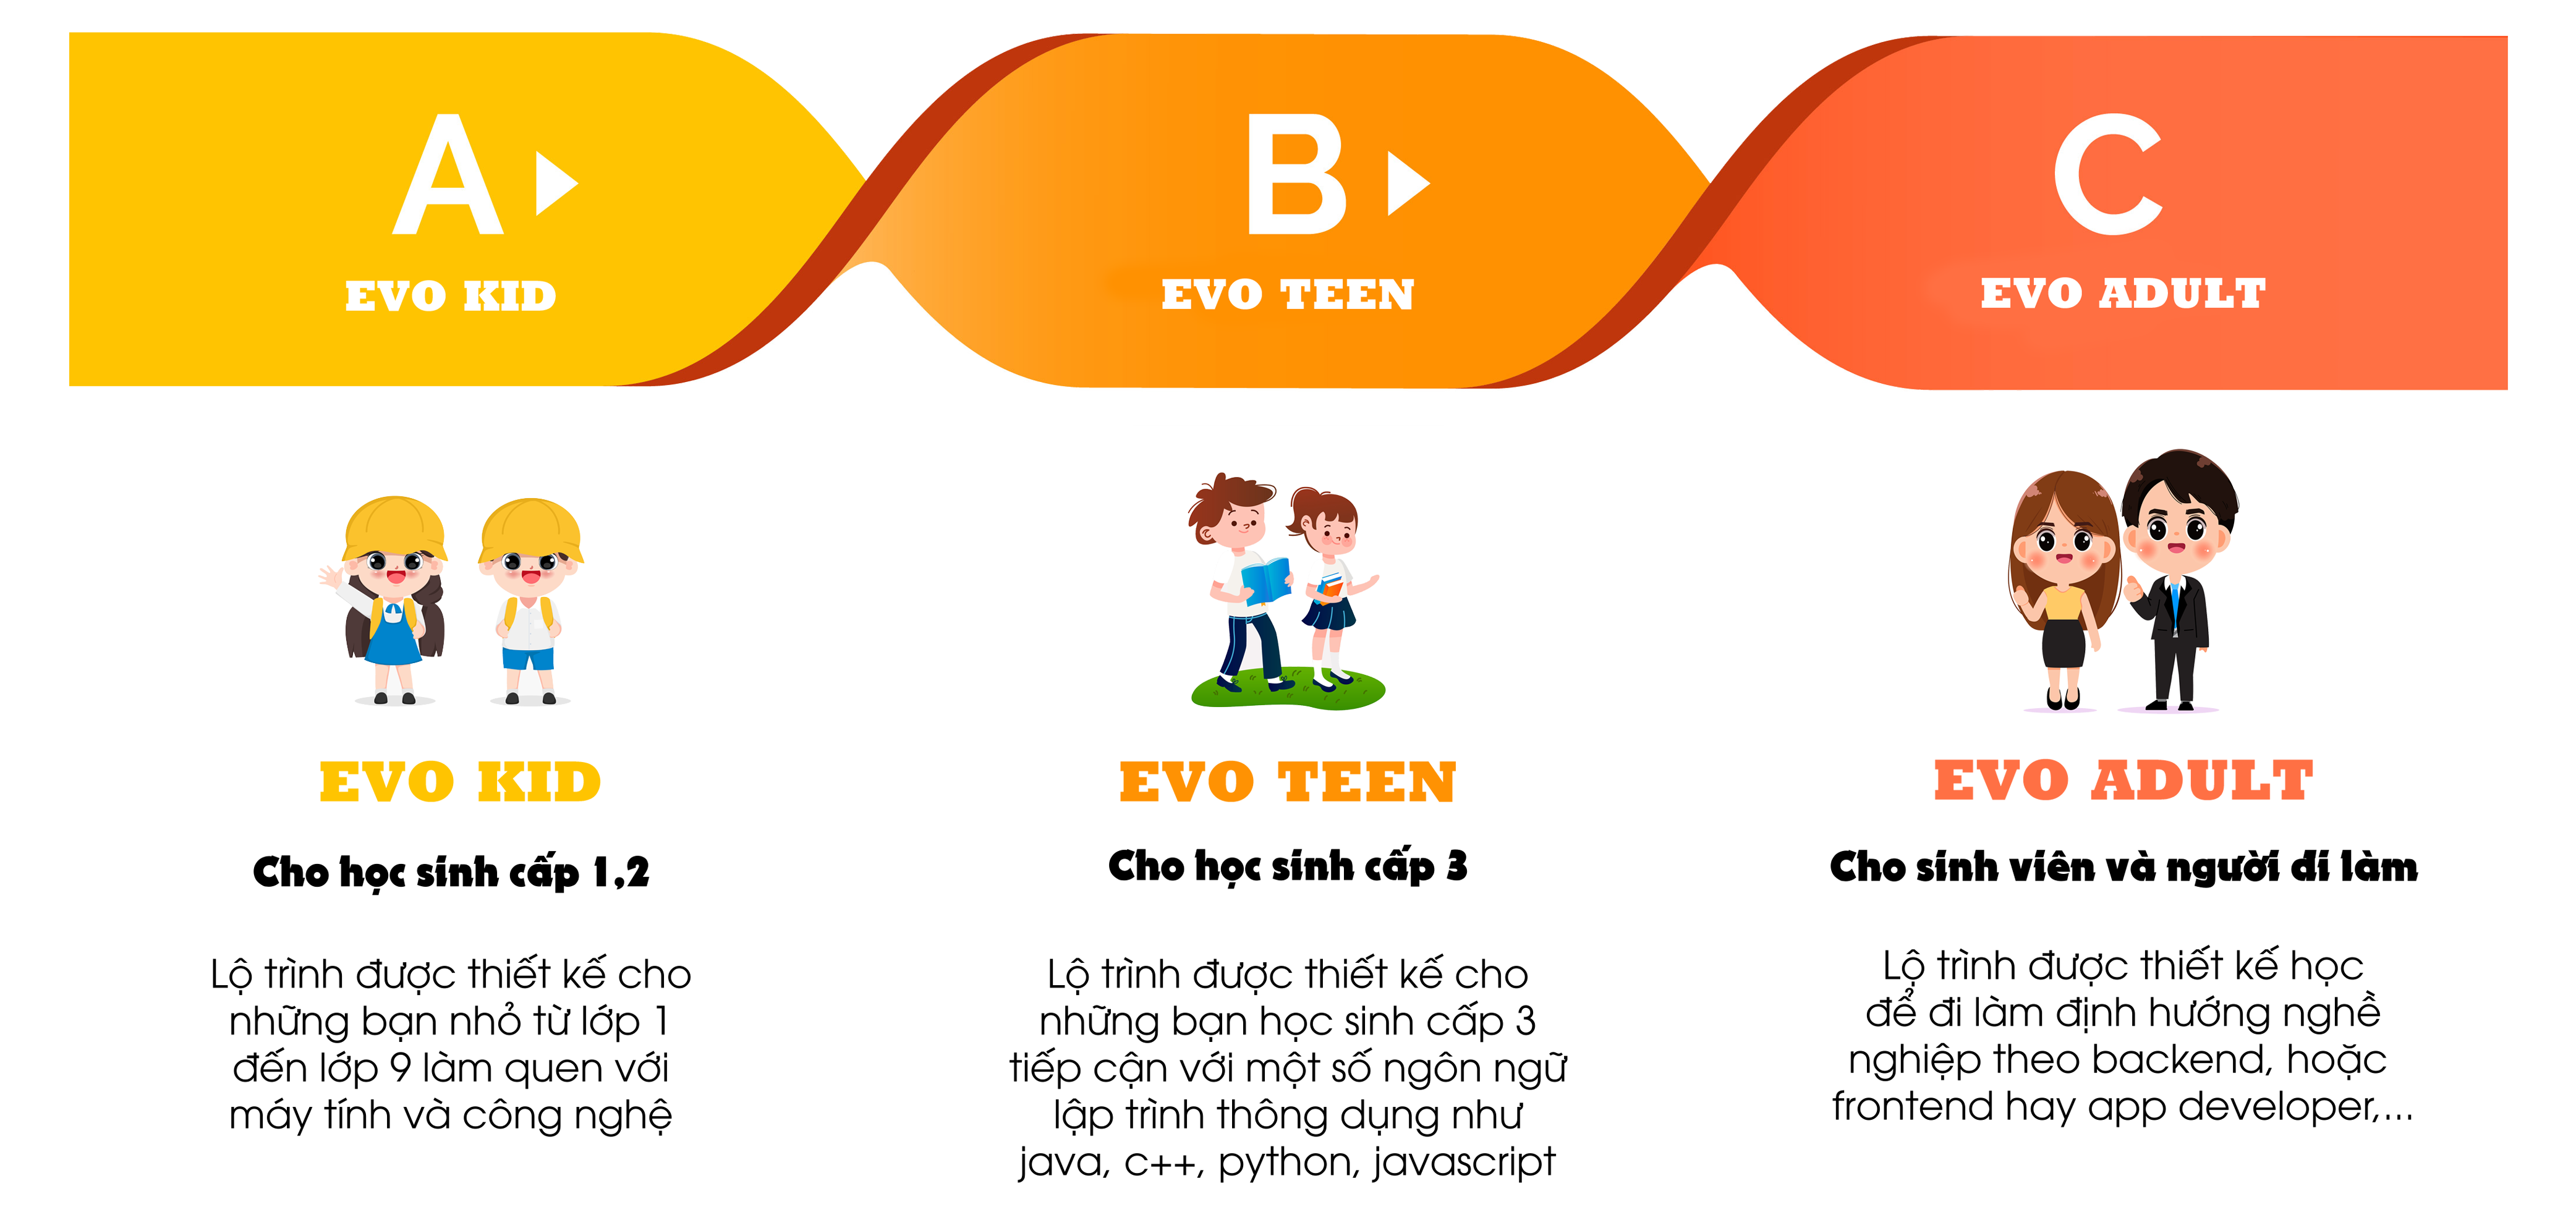 A
EVO KID
B
EVO TEEN
C
EVO ADULT
EVO KID
Cho học sinh cấp 1,2
Lộ trình được thiết kế cho
những bạn nhỏ từ lớp 1
đến lớp 9 làm quen với
máy tính và công nghệ
EVO TEEN
Cho học sinh cấp 3
Lộ trình được thiết kế cho
những bạn học sinh cấp 3
tiếp cận với một số ngôn ngữ
lập trình thông dụng như
java, c++, python, javascript
EVO ADULT
Cho sinh viên và người đi làm
Lộ trình được thiết kế học
để đi làm định hướng nghề
nghiệp theo backend, hoặc
frontend hay app developer,...